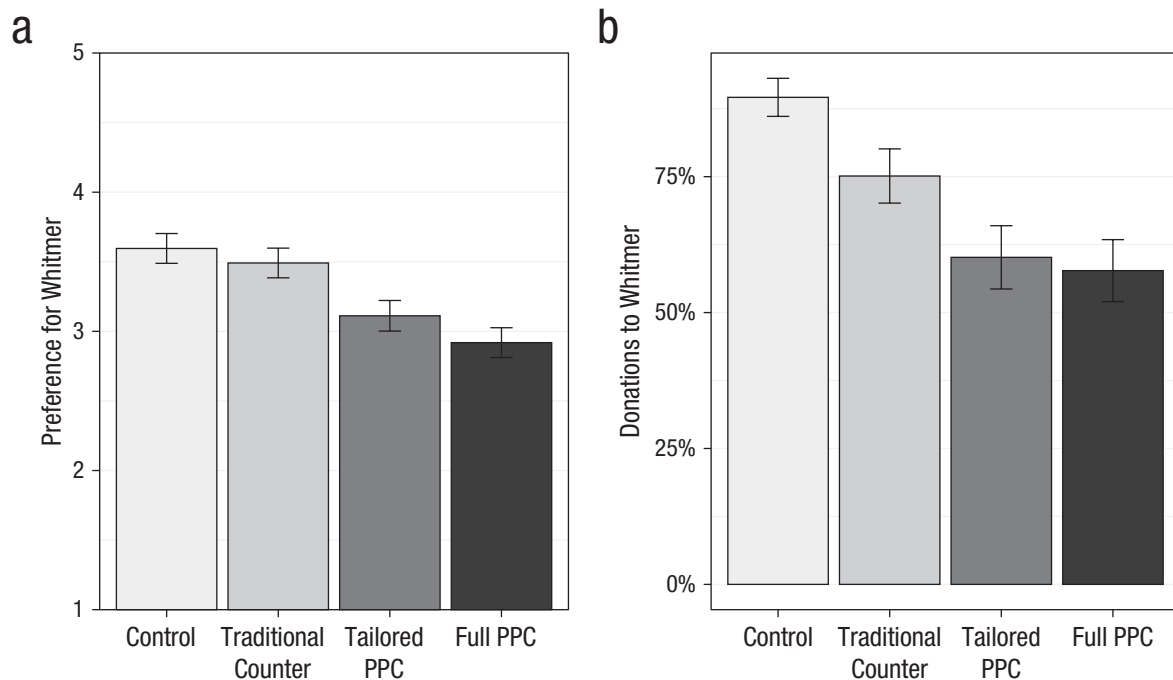 a
Preference for Whitmer
5
4
3
2
1
Control
Traditional
Counter
Tailored
PPC
Full PPC
b
Donations to Whitmer
75%
50%
25%
0%
Control
Traditional
Counter
Tailored
PPC
Full PPC